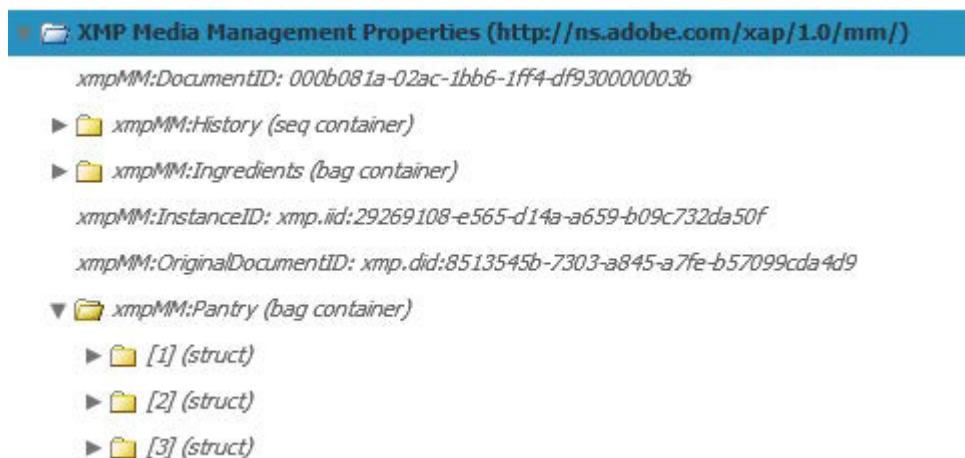 XMP Media Management Properties (http://ns.adobe.com/xap/1.0/mm/)
xmpMM:DocumentID: 000b081a-02ac-1bb6-1ff4-df930000003b
xmpMM:History (seq container)
xmpMM:Ingredients (bag container)
xmpMM:InstanceID: xmp.iid:29269108-e565-d14a-a659-b09c732da50f
xmpMM:OriginalDocumentID: xmp.did:8513545b-7303-a845-a7fe-b57099cda4d9
xmpMM:Pantry (bag container)
[1] (struct)
[2] (struct)
[3] (struct)